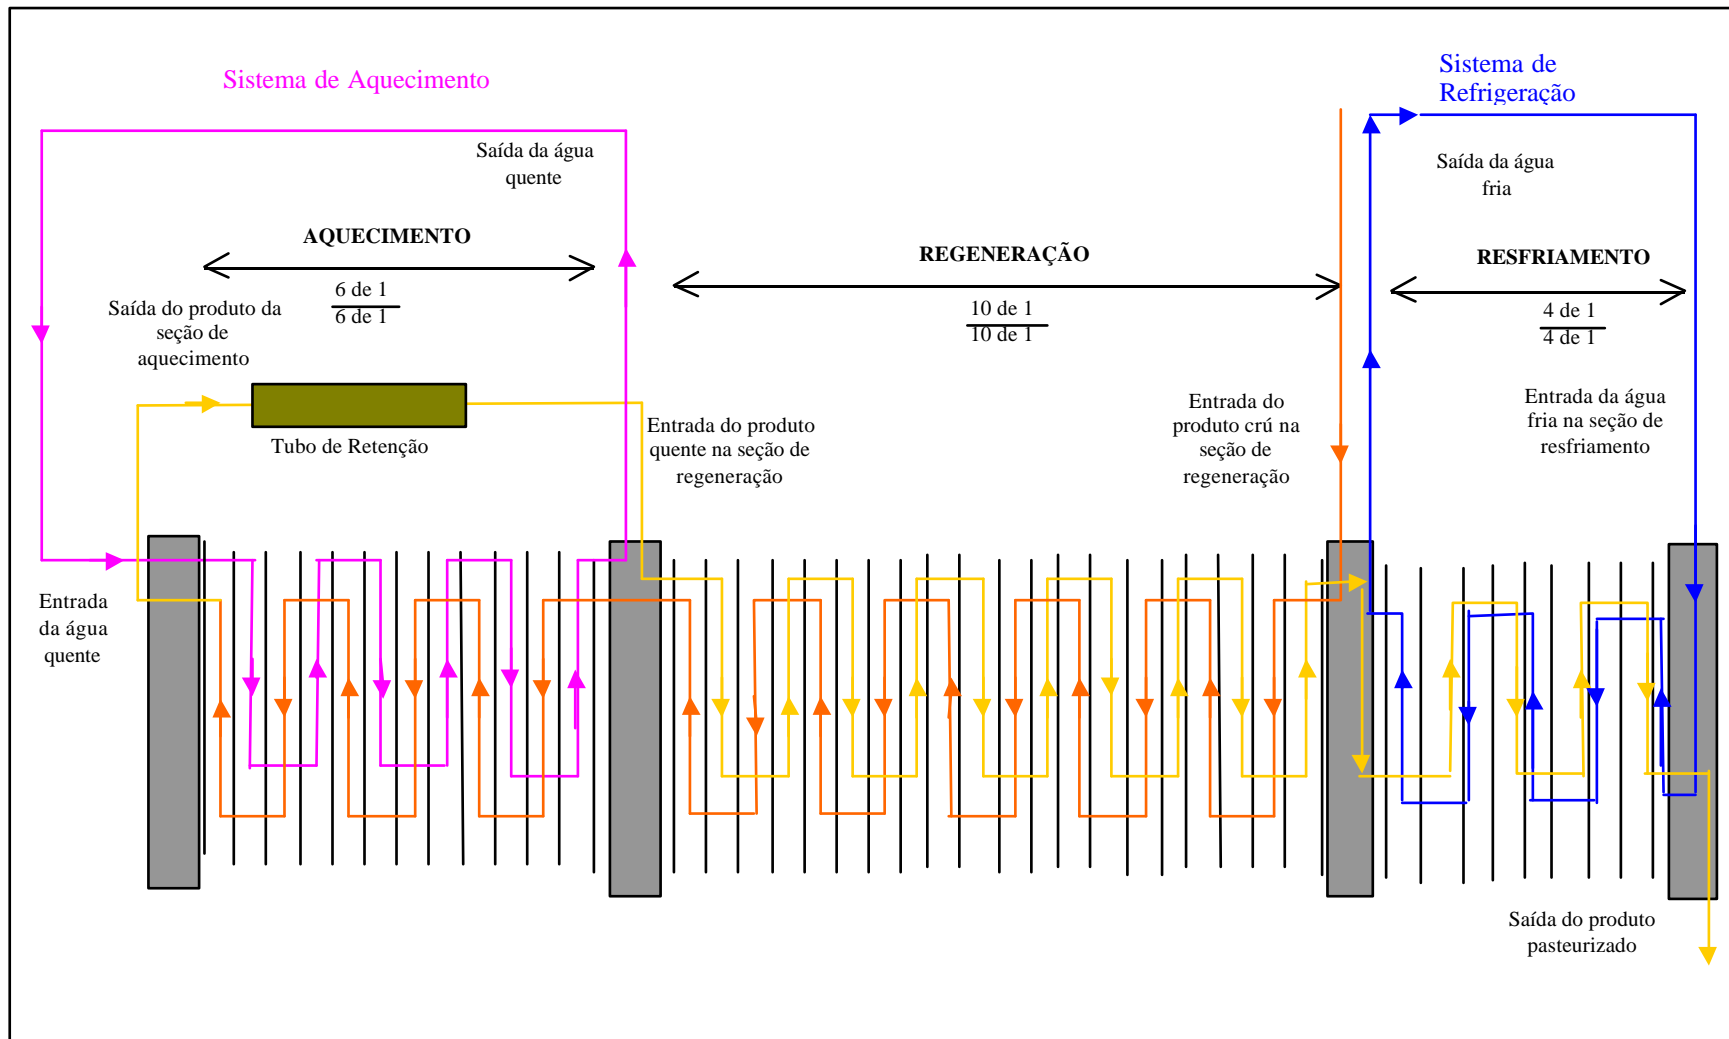 Sistema de Aquecimento
Sistema de
Refrigeração
Saída da água
quente
Saída da água
fria
AQUECIMENTO
6 de 1
6 de 1
REGENERAÇÃO
10 de 1
10 de 1
RESFRIAMENTO
4 de 1
4 de 1
Saída do produto da
seção de
aquecimento
Tubo de Retenção
Entrada do produto
quente na seção de
regeneração
Entrada do
produto crú na
seção de
regeneração
Entrada da água
fria na seção de
resfriamento
Entrada
da água
quente
Saída do produto
pasteurizado